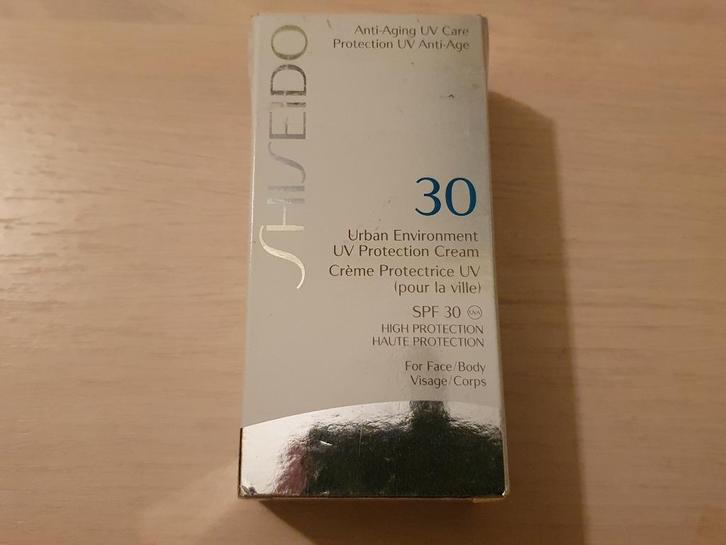 SHISEIDO
Anti-Aging UV Care
Protection UV Anti-Age
30
Urban Environment
UV Protection Cream
Crème Protectrice UV
(pour la ville)
SPF 30 UVA
HIGH PROTECTION
HAUTE PROTECTION
For Face/Body
Visage/Corps